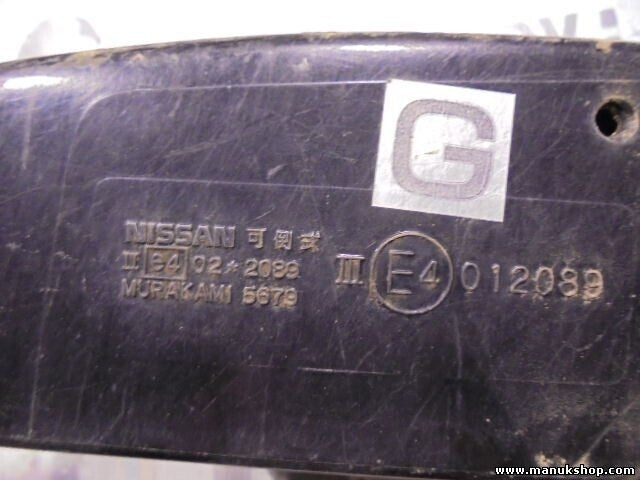 G
NISSAN 可倒式
II e4 02*2089
MURAKAMI 5679
III E4 012089
www.manukshop.com